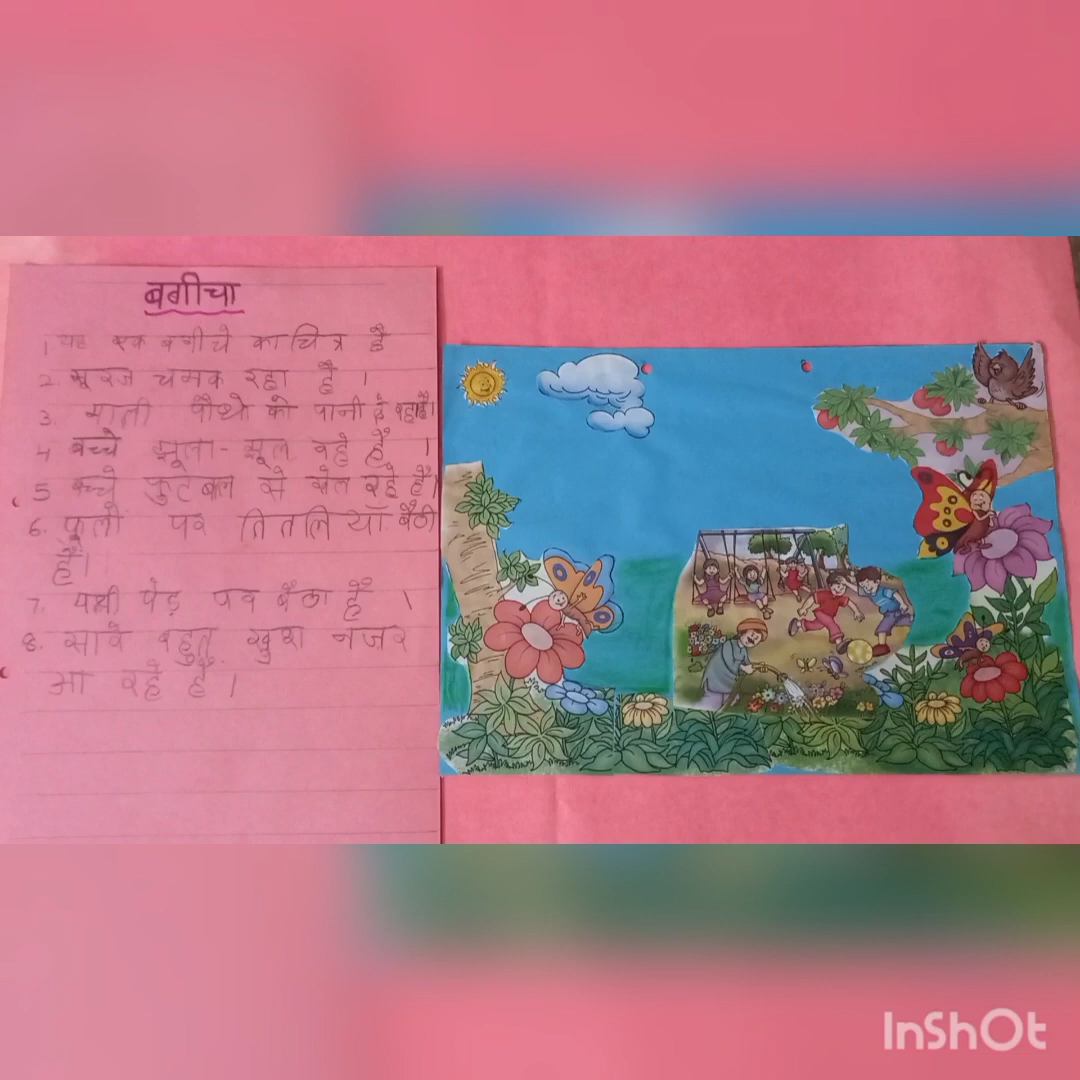 बगीचा
1 यह एक बगीचे का चित्र है
2. सूरज चमक रहा है ।
3. माली पौधो को पानी दे रहा है।
4 बच्चे झूला - झूल रहे हैं ।
5 बच्चे फुटबाल से खेल रहे हैं।
6. फूलो पर तितलियाँ बैठी
हैं।
7. पक्षी पेड़ पर बैठा हैं ।
8. सारे बहुत खुश नजर
आ रहे हैं ।
InShOt